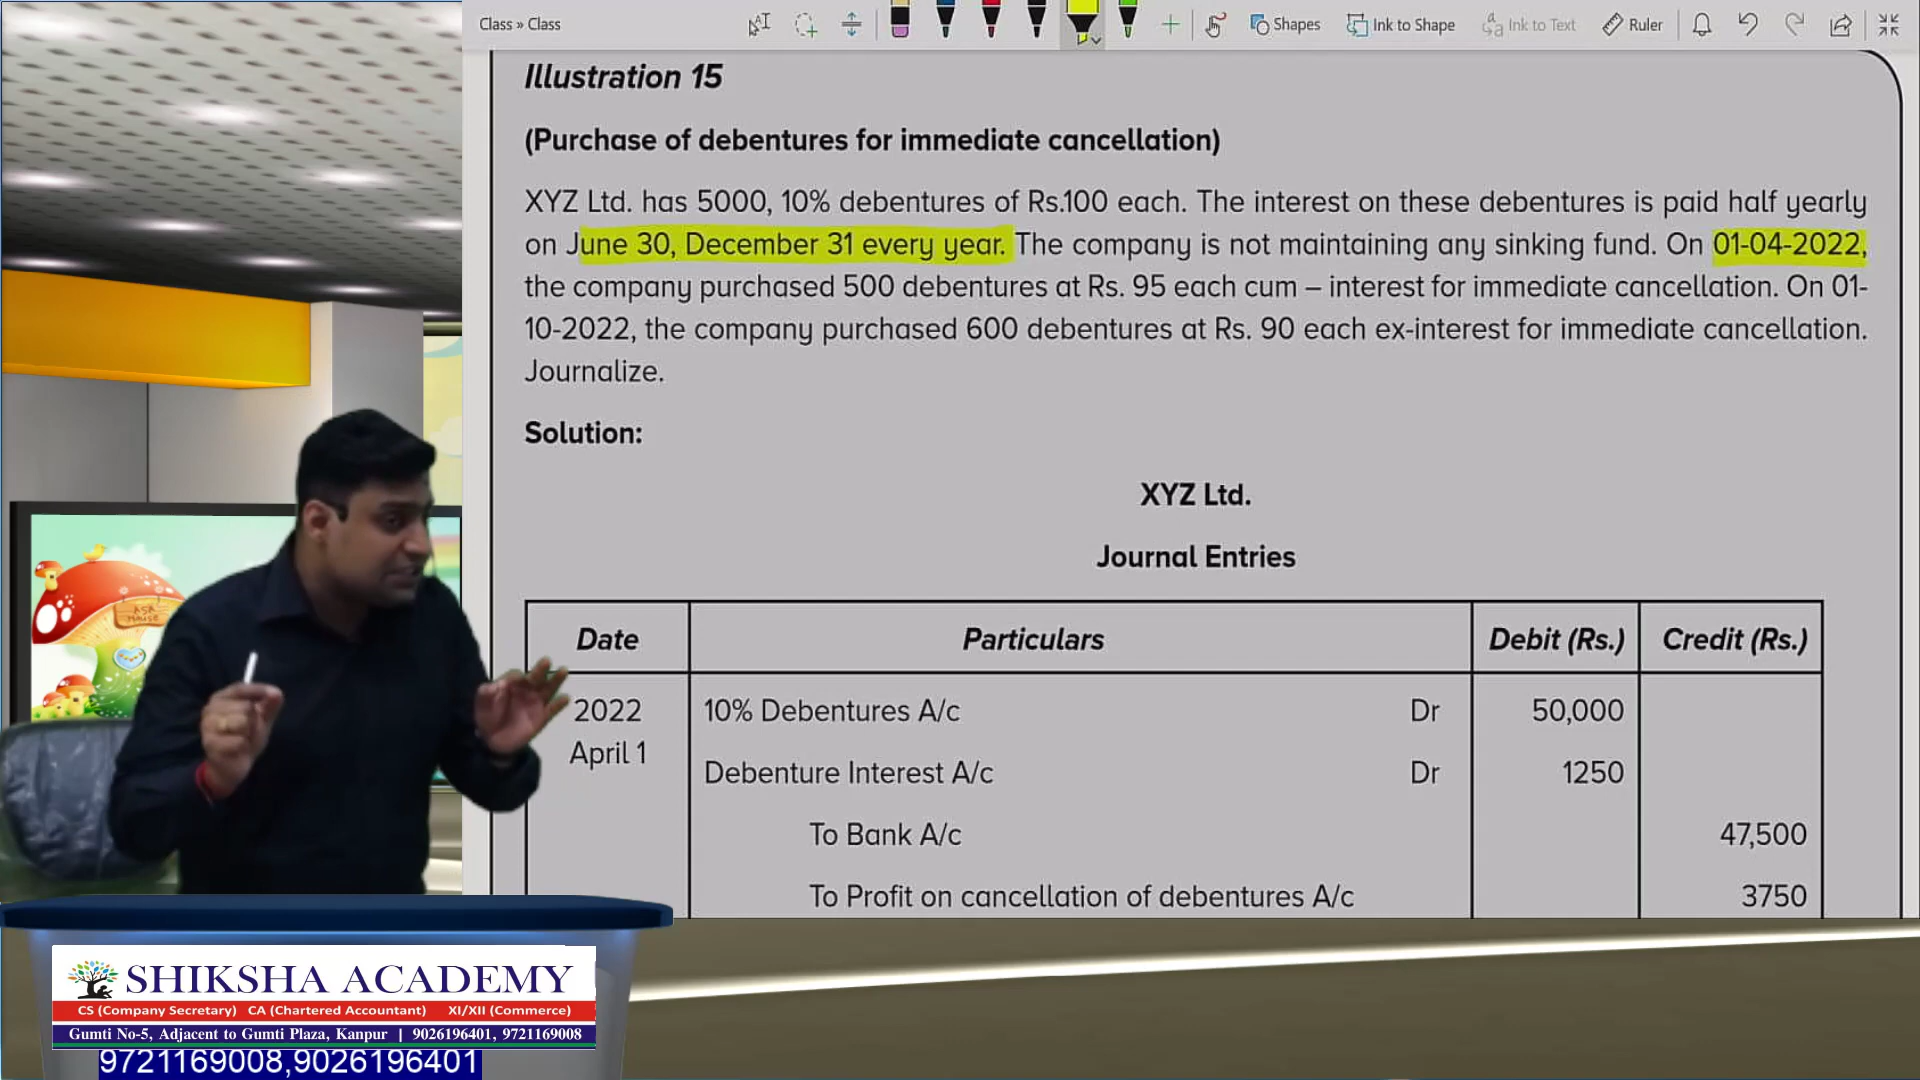 Class » Class
Shapes
Ink to Shape
Ink to Text
Ruler
Illustration 15
(Purchase of debentures for immediate cancellation)
XYZ Ltd. has 5000, 10% debentures of Rs.100 each. The interest on these debentures is paid half yearly
on June 30, December 31 every year. The company is not maintaining any sinking fund. On 01-04-2022,
the company purchased 500 debentures at Rs. 95 each cum – interest for immediate cancellation. On 01-
10-2022, the company purchased 600 debentures at Rs. 90 each ex-interest for immediate cancellation.
Journalize.
Solution:
XYZ Ltd.
Journal Entries
Date Particulars Debit (Rs.) Credit (Rs.)
2022 10% Debentures A/c Dr 50,000
April 1
Debenture Interest A/c Dr 1250
To Bank A/c 47,500
To Profit on cancellation of debentures A/c 3750
SHIKSHA ACADEMY
CS (Company Secretary) CA (Chartered Accountant) XI/XII (Commerce)
Gumti No-5, Adjacent to Gumti Plaza, Kanpur | 9026196401, 9721169008
9721169008,9026196401